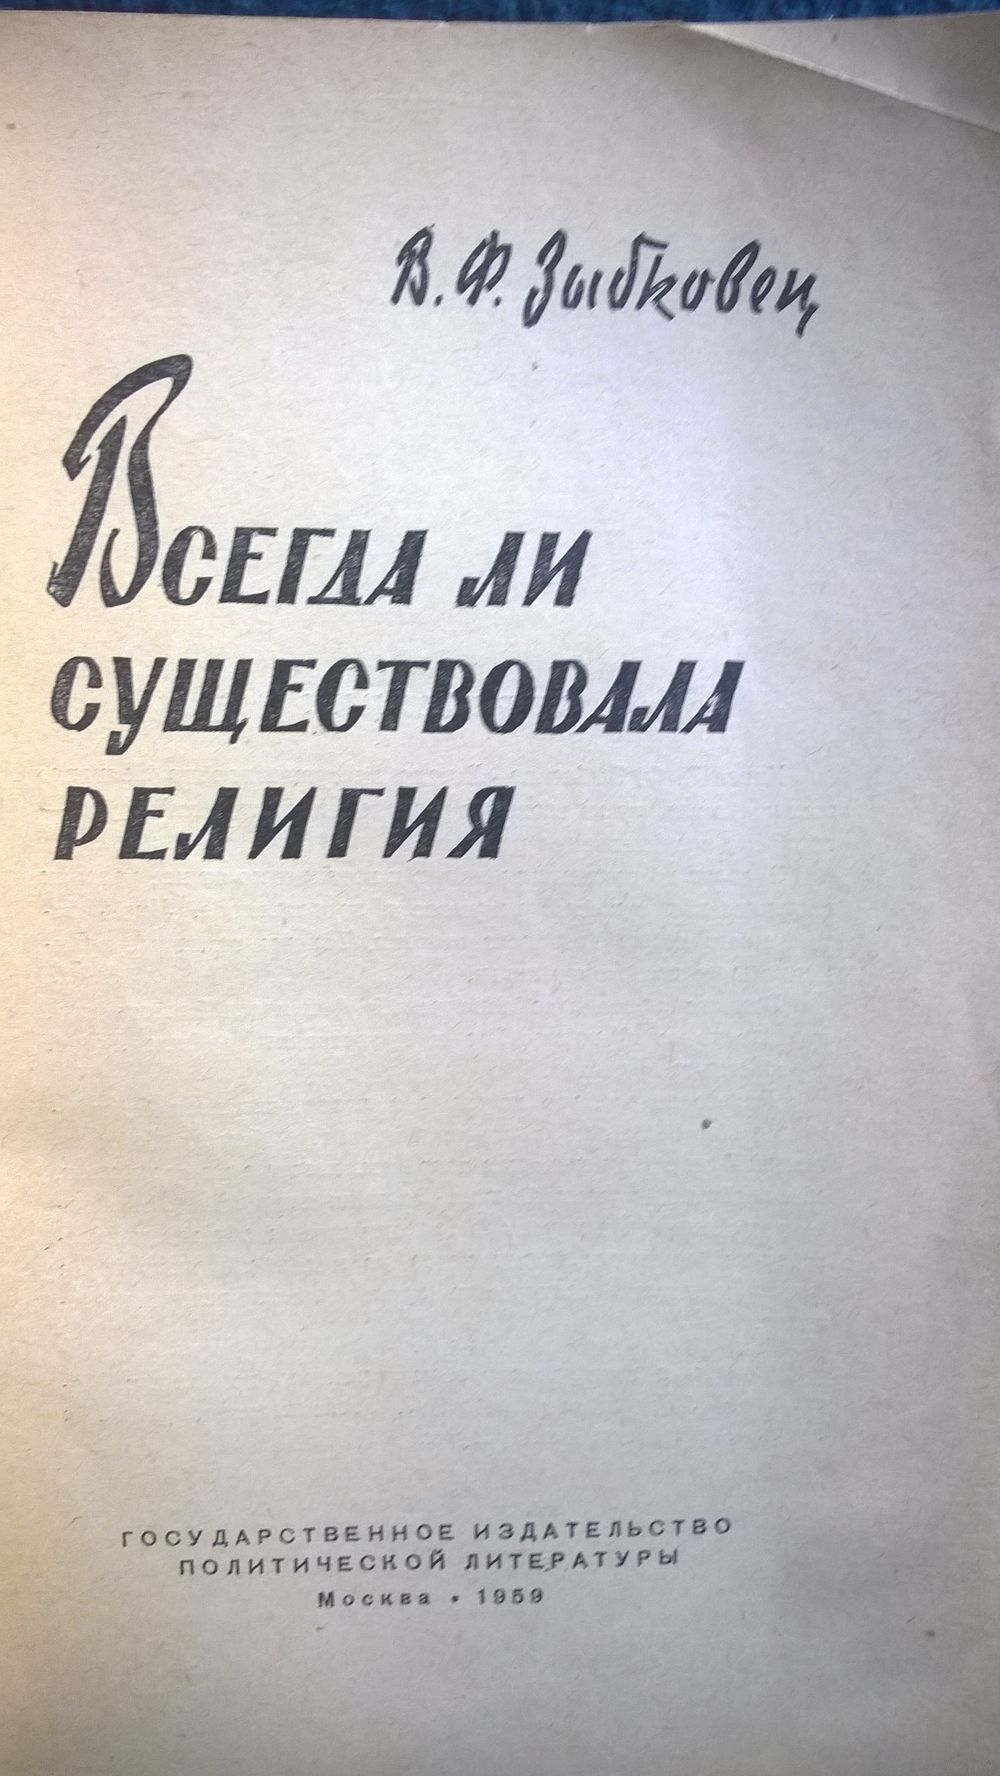 В. Ф. Зыбковец
Всегда ли
существовала
религия
ГОСУДАРСТВЕННОЕ ИЗДАТЕЛЬСТВО
ПОЛИТИЧЕСКОЙ ЛИТЕРАТУРЫ
Москва • 1959